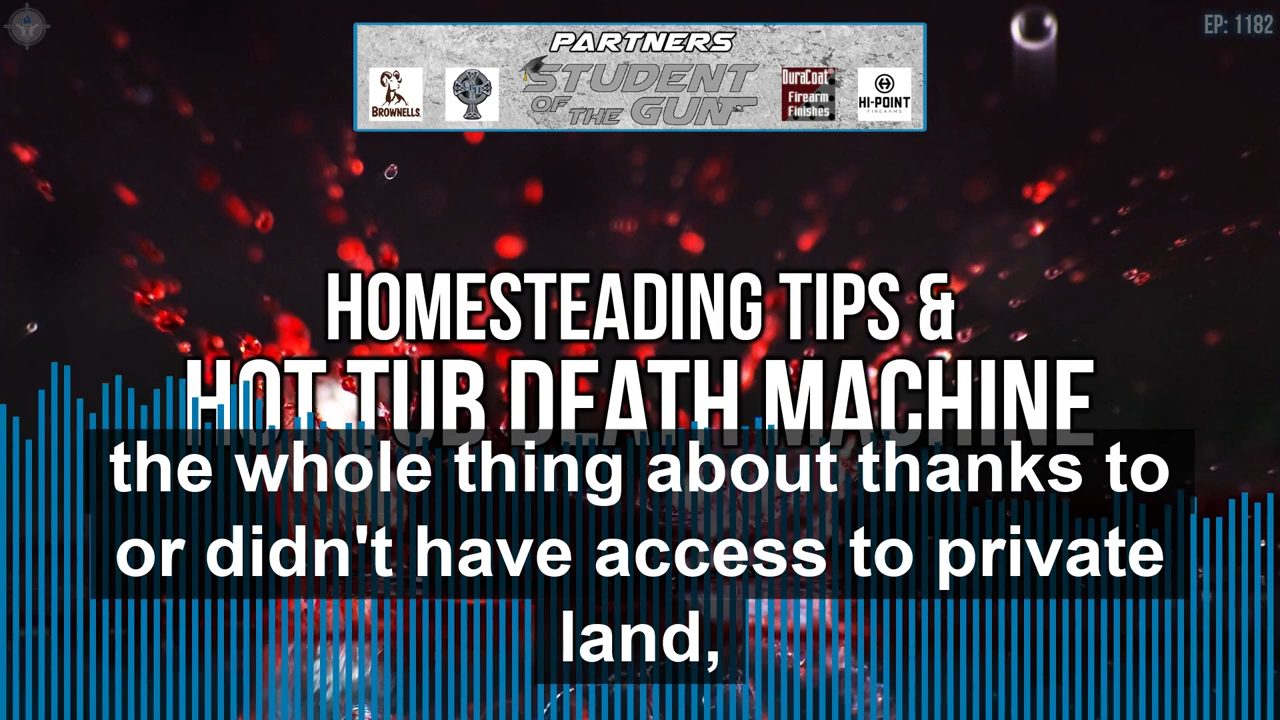 EP: 1182
PARTNERS
BROWNELLS
STUDENT
OF THE GUN
DuraCoat
Firearm
Finishes
HI-POINT
FIREARMS
HOMESTEADING TIPS &
HOT TUB DEATH MACHINE
the whole thing about thanks to
or didn't have access to private
land,